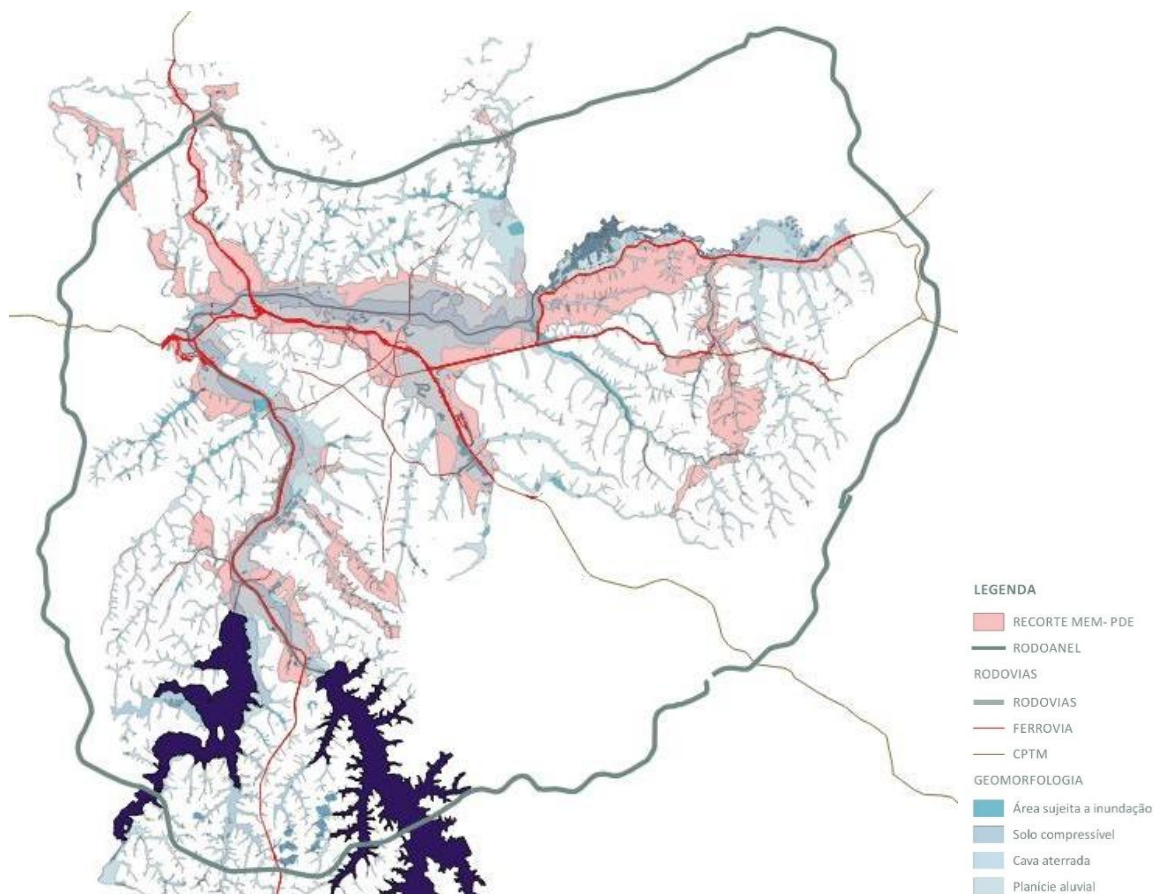 LEGENDA
RECORTE MEM- PDE
RODOANEL
RODOVIAS
RODOVIAS
FERROVIA
CPTM
GEOMORFOLOGIA
Área sujeita a inundação
Solo compressível
Cava aterrada
Planície aluvial